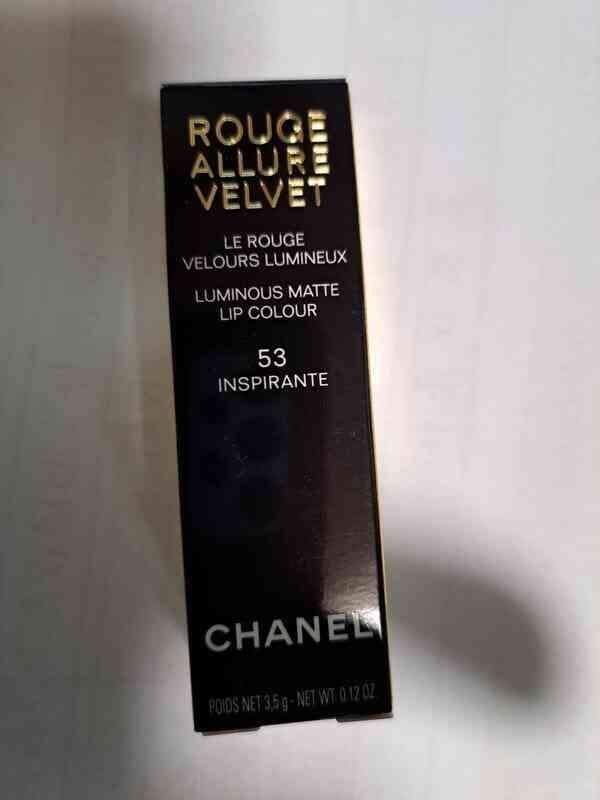 ROUGE
ALLURE
VELVET
LE ROUGE
VELOURS LUMINEUX
LUMINOUS MATTE
LIP COLOUR
53
INSPIRANTE
CHANEL
POIDS NET 3,5 g - NET WT. 0.12 OZ.